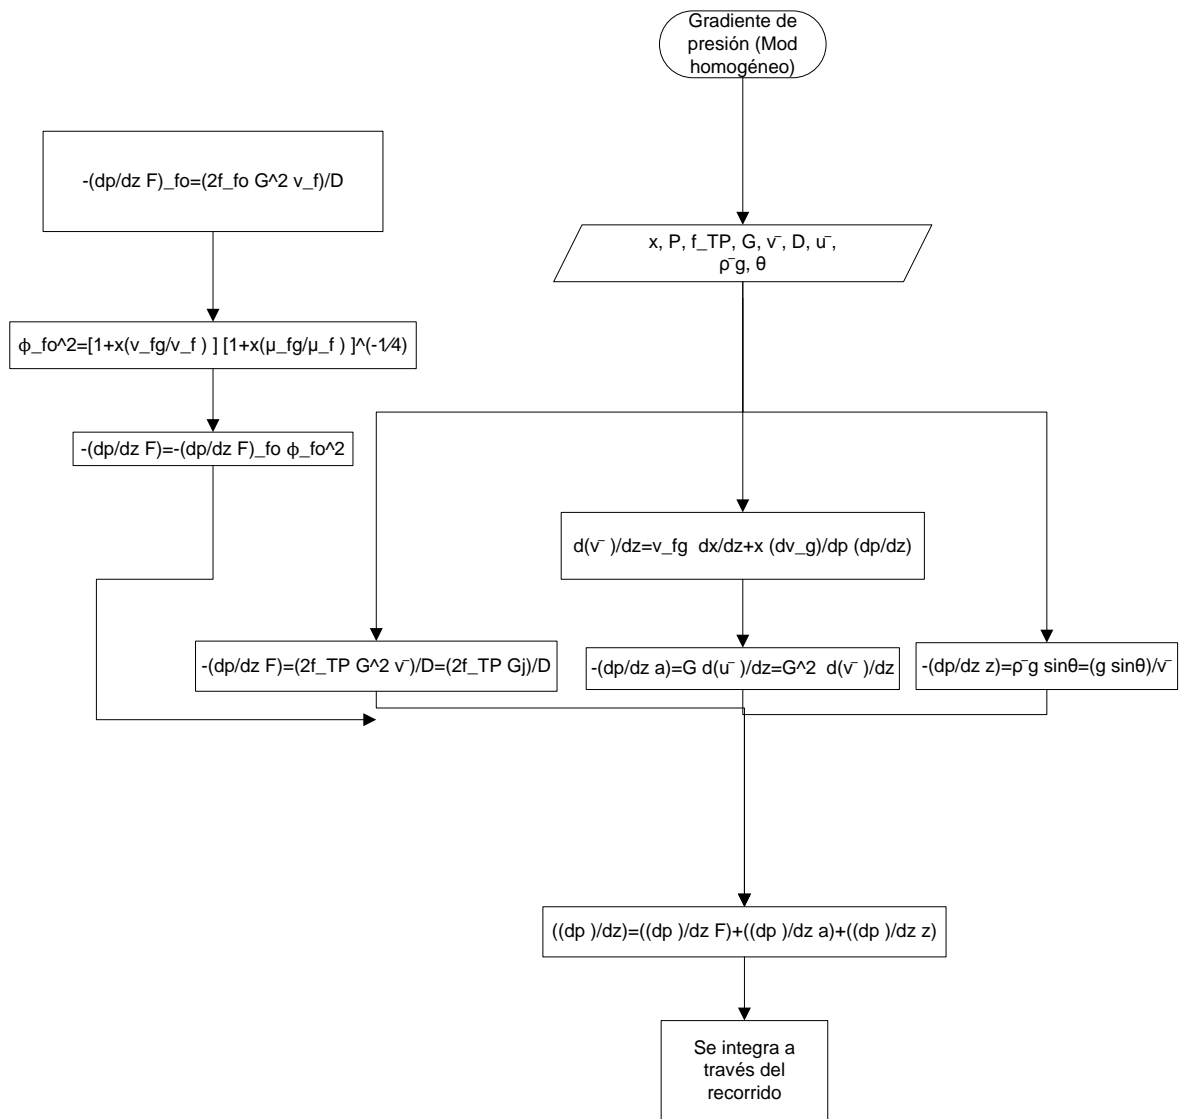 Gradiente de
presión (Mod
homogéneo)
-(dp/dz F)_fo=(2f_fo G^2 v_f)/D
x, P, f_TP, G, v¯, D, u¯,
ρ¯g, θ
ϕ_fo^2=[1+x(v_fg/v_f ) ] [1+x(μ_fg/μ_f ) ]^(-1⁄4)
-(dp/dz F)=-(dp/dz F)_fo ϕ_fo^2
d(v¯ )/dz=v_fg dx/dz+x (dv_g)/dp (dp/dz)
-(dp/dz F)=(2f_TP G^2 v¯)/D=(2f_TP Gj)/D
-(dp/dz a)=G d(u¯ )/dz=G^2 d(v¯ )/dz
-(dp/dz z)=ρ¯g sinθ=(g sinθ)/v¯
((dp )/dz)=((dp )/dz F)+((dp )/dz a)+((dp )/dz z)
Se integra a
través del
recorrido